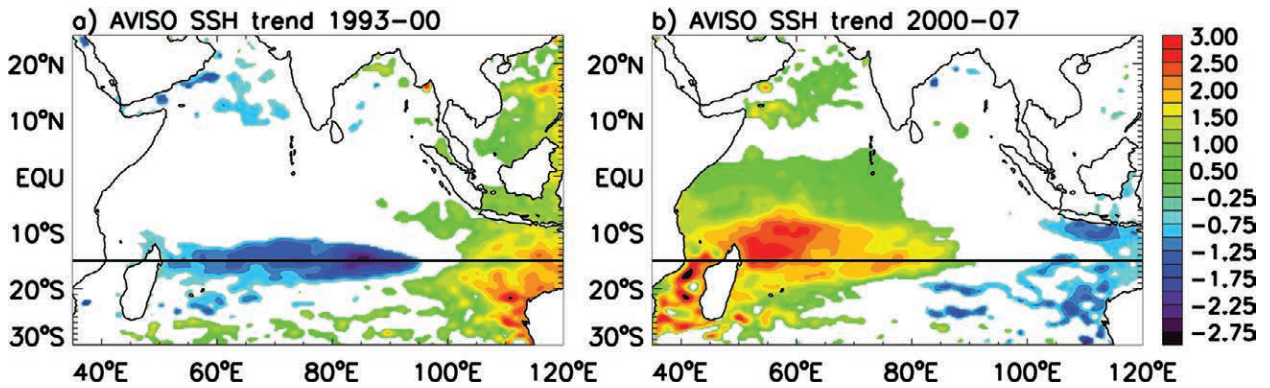 a) AVISO SSH trend 1993-00
b) AVISO SSH trend 2000-07
20°N
10°N
EQU
10°S
20°S
30°S
40°E
60°E
80°E
100°E
120°E
20°N
10°N
EQU
10°S
20°S
30°S
40°E
60°E
80°E
100°E
120°E
3.00
2.50
2.00
1.50
1.00
0.50
-0.25
-0.75
-1.25
-1.75
-2.25
-2.75